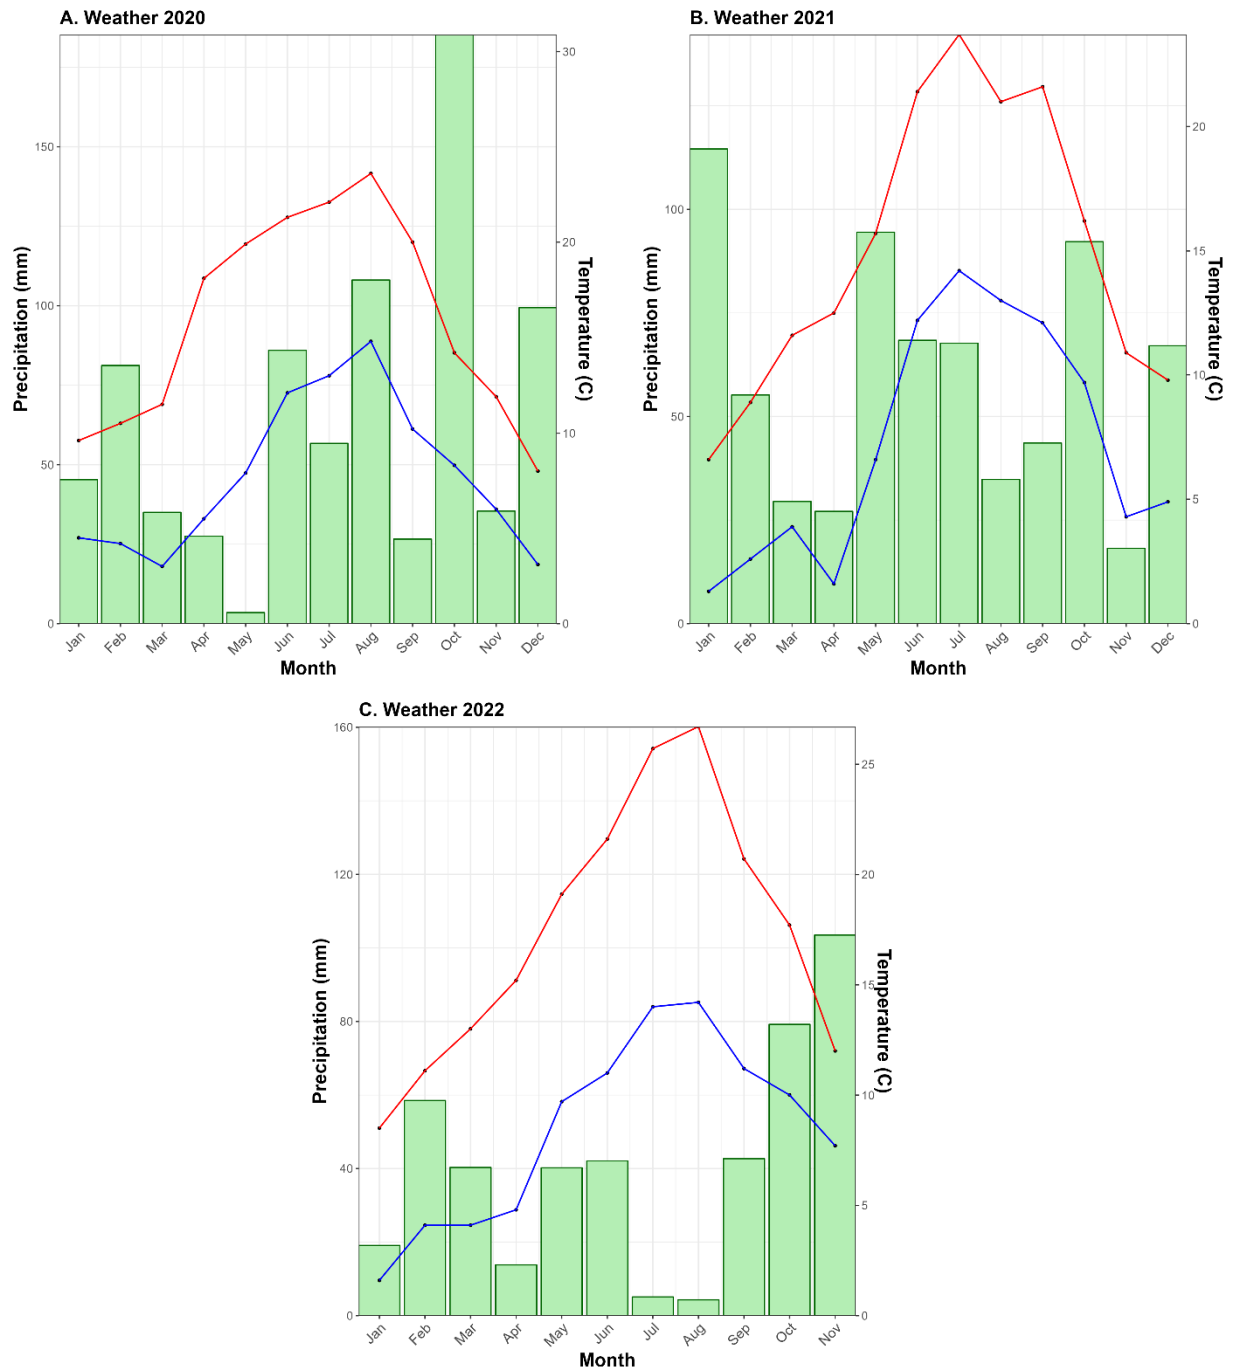 A. Weather 2020
Precipitation (mm)
150
100
50
0
30
20
10
0
Temperature (C)
Jan Feb Mar Apr May Jun Jul Aug Sep Oct Nov Dec
Month
B. Weather 2021
Precipitation (mm)
100
50
0
20
15
10
5
0
Temperature (C)
Jan Feb Mar Apr May Jun Jul Aug Sep Oct Nov Dec
Month
C. Weather 2022
Precipitation (mm)
160
120
80
40
0
25
20
15
10
5
0
Temperature (C)
Jan Feb Mar Apr May Jun Jul Aug Sep Oct Nov
Month